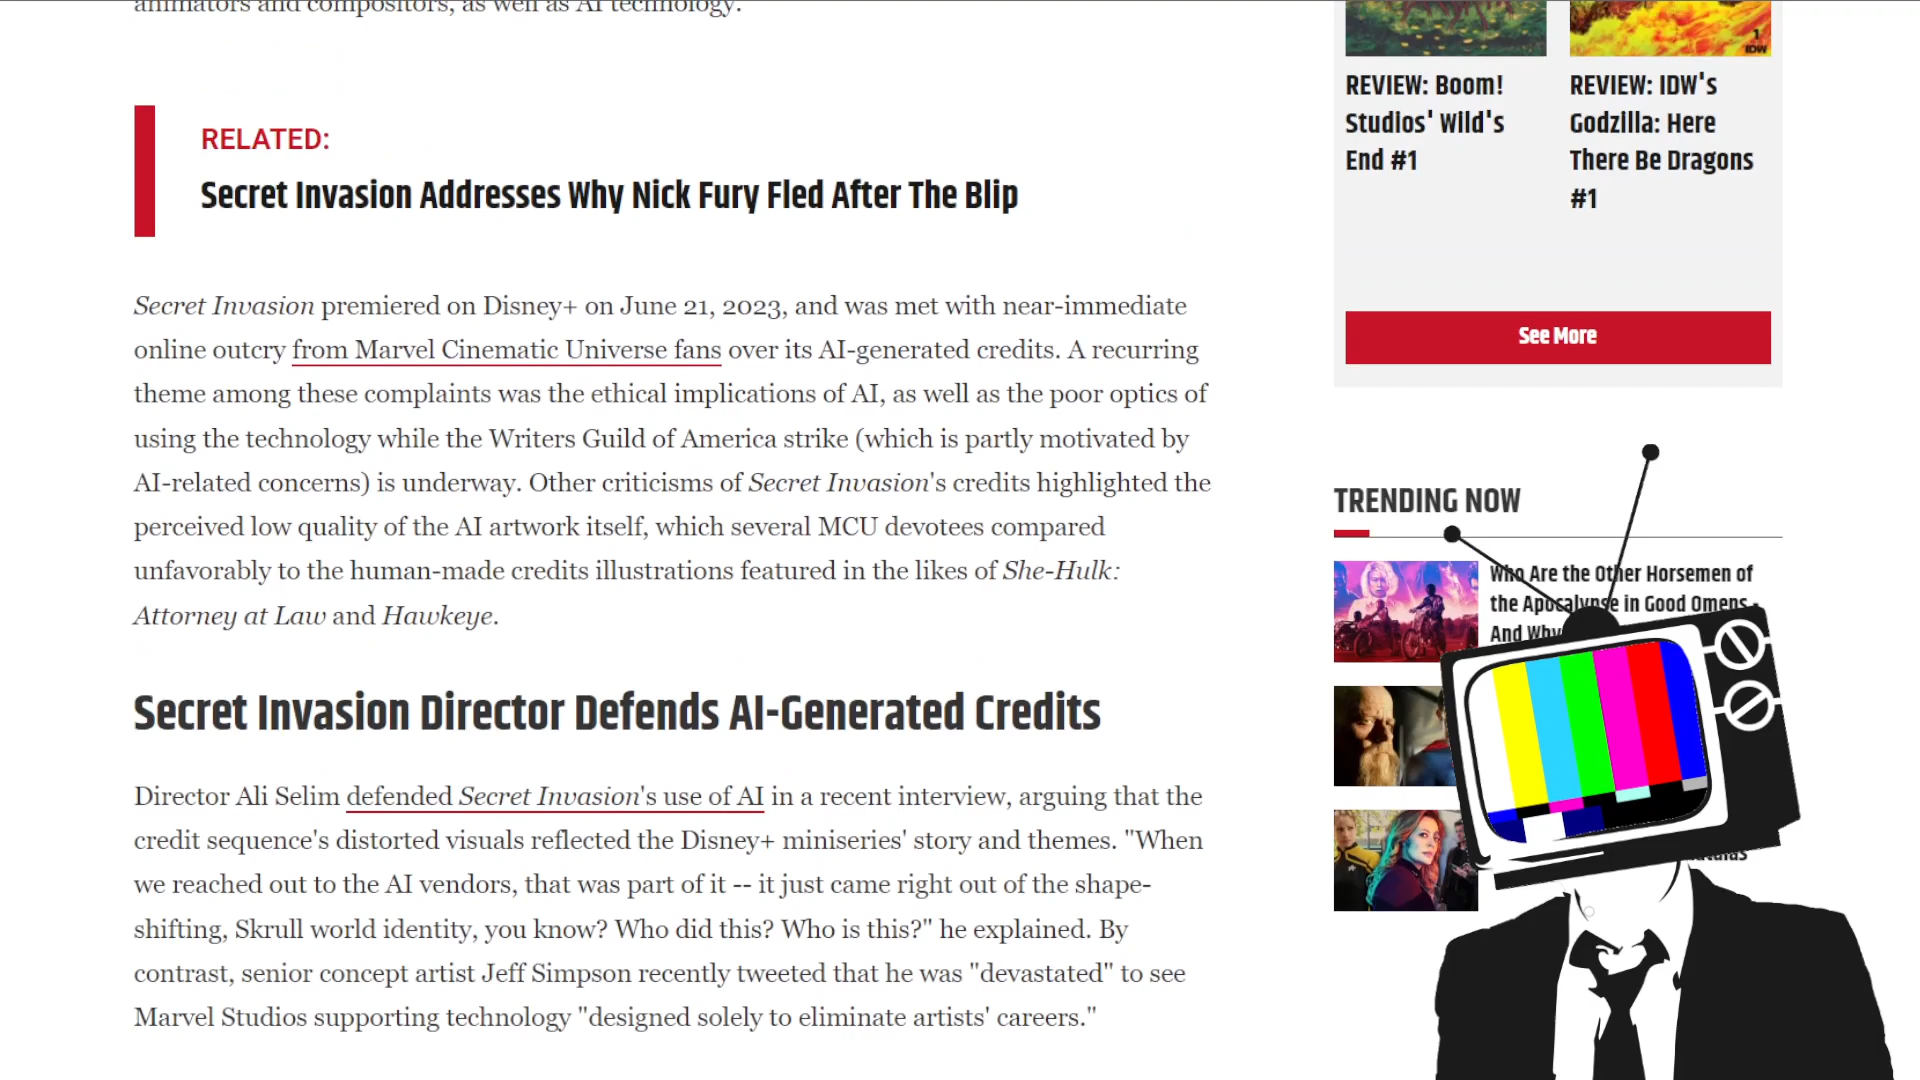 animators and compositors, as well as AI technology.
RELATED:
Secret Invasion Addresses Why Nick Fury Fled After The Blip
Secret Invasion premiered on Disney+ on June 21, 2023, and was met with near-immediate
online outcry from Marvel Cinematic Universe fans over its AI-generated credits. A recurring
theme among these complaints was the ethical implications of AI, as well as the poor optics of
using the technology while the Writers Guild of America strike (which is partly motivated by
AI-related concerns) is underway. Other criticisms of Secret Invasion's credits highlighted the
perceived low quality of the AI artwork itself, which several MCU devotees compared
unfavorably to the human-made credits illustrations featured in the likes of She-Hulk:
Attorney at Law and Hawkeye.
Secret Invasion Director Defends AI-Generated Credits
Director Ali Selim defended Secret Invasion's use of AI in a recent interview, arguing that the
credit sequence's distorted visuals reflected the Disney+ miniseries' story and themes. "When
we reached out to the AI vendors, that was part of it -- it just came right out of the shape-
shifting, Skrull world identity, you know? Who did this? Who is this?" he explained. By
contrast, senior concept artist Jeff Simpson recently tweeted that he was "devastated" to see
Marvel Studios supporting technology "designed solely to eliminate artists' careers."
1
IDW
REVIEW: Boom!
Studios' Wild's
End #1
REVIEW: IDW's
Godzilla: Here
There Be Dragons
#1
See More
TRENDING NOW
Who Are the Other Horsemen of
the Apocalypse in Good Omens -
And Why